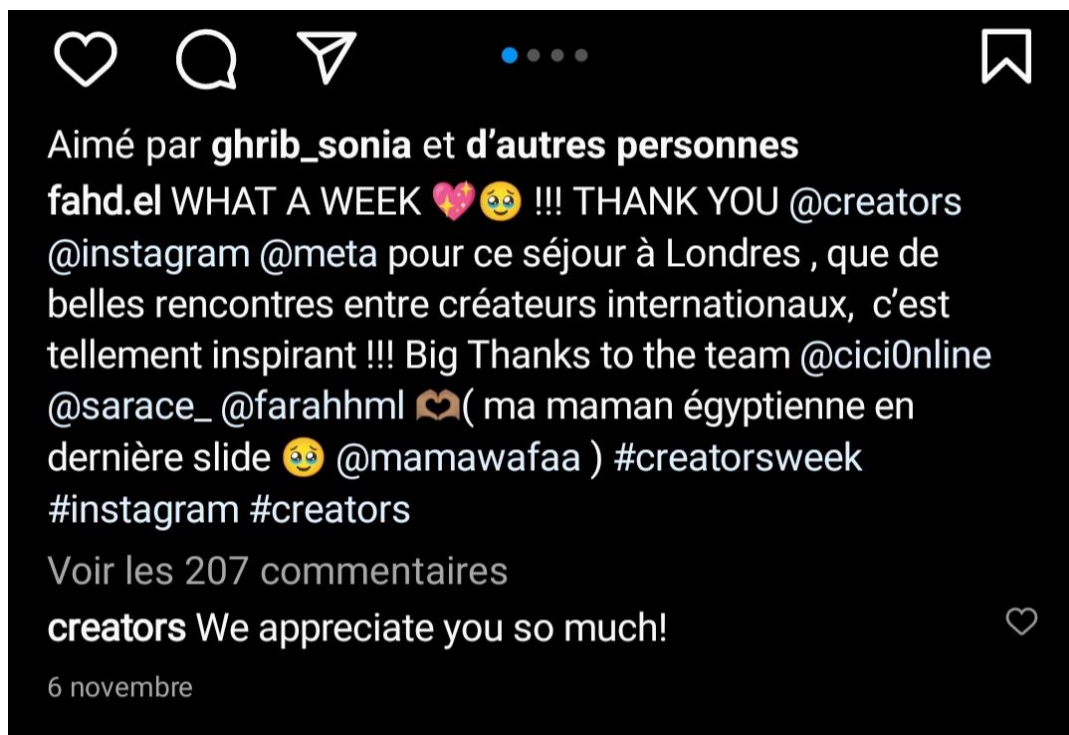 Aimé par ghrib_sonia et d’autres personnes
fahd.el WHAT A WEEK 💖🥹 !!! THANK YOU @creators
@instagram @meta pour ce séjour à Londres , que de
belles rencontres entre créateurs internationaux,  c’est
tellement inspirant !!! Big Thanks to the team @cici0nline
@sarace_ @farahhml 🫶🏽( ma maman égyptienne en
dernière slide 🥹 @mamawafaa ) #creatorsweek
#instagram #creators
Voir les 207 commentaires
creators We appreciate you so much!
6 novembre